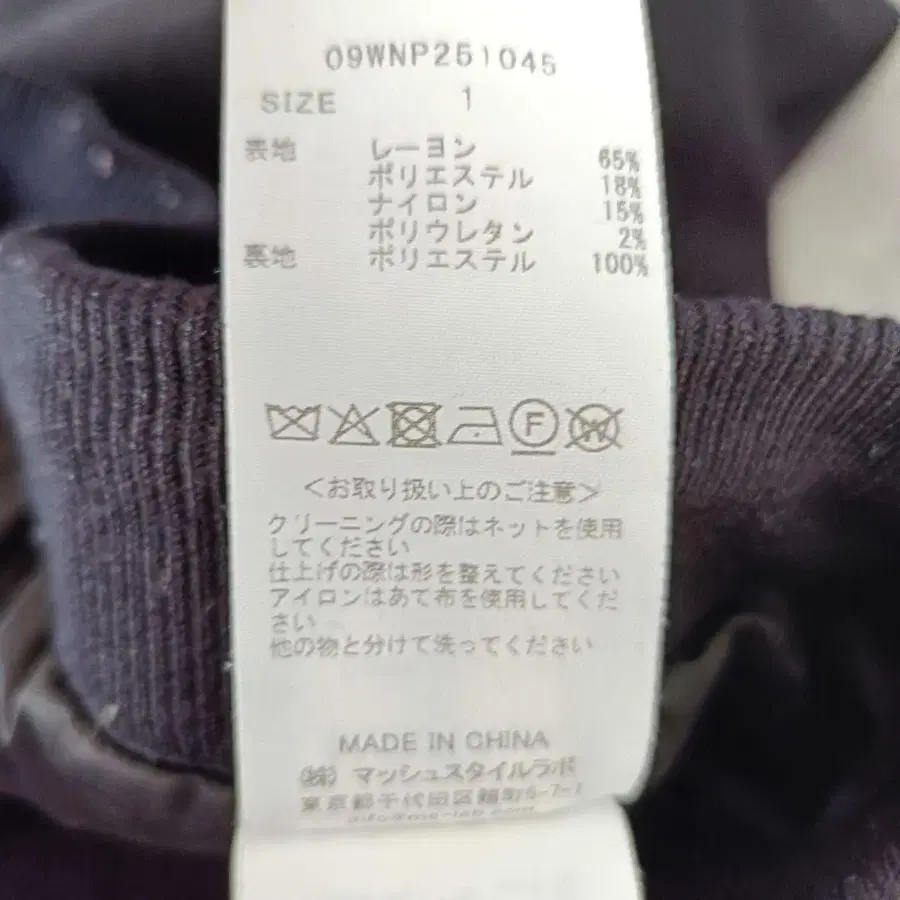 09WNP251045
SIZE 1
表地 レーヨン 65%
ポリエステル 18%
ナイロン 15%
ポリウレタン 2%
裏地 ポリエステル 100%
F
W
<お取り扱い上のご注意>
クリーニングの際はネットを使用
してください
仕上げの際は形を整えてください
アイロンはあて布を使用してくだ
さい
他の物と分けて洗ってください
MADE IN CHINA
㈱ マッシュスタイルラボ
東京都千代田区麹町5-7-1